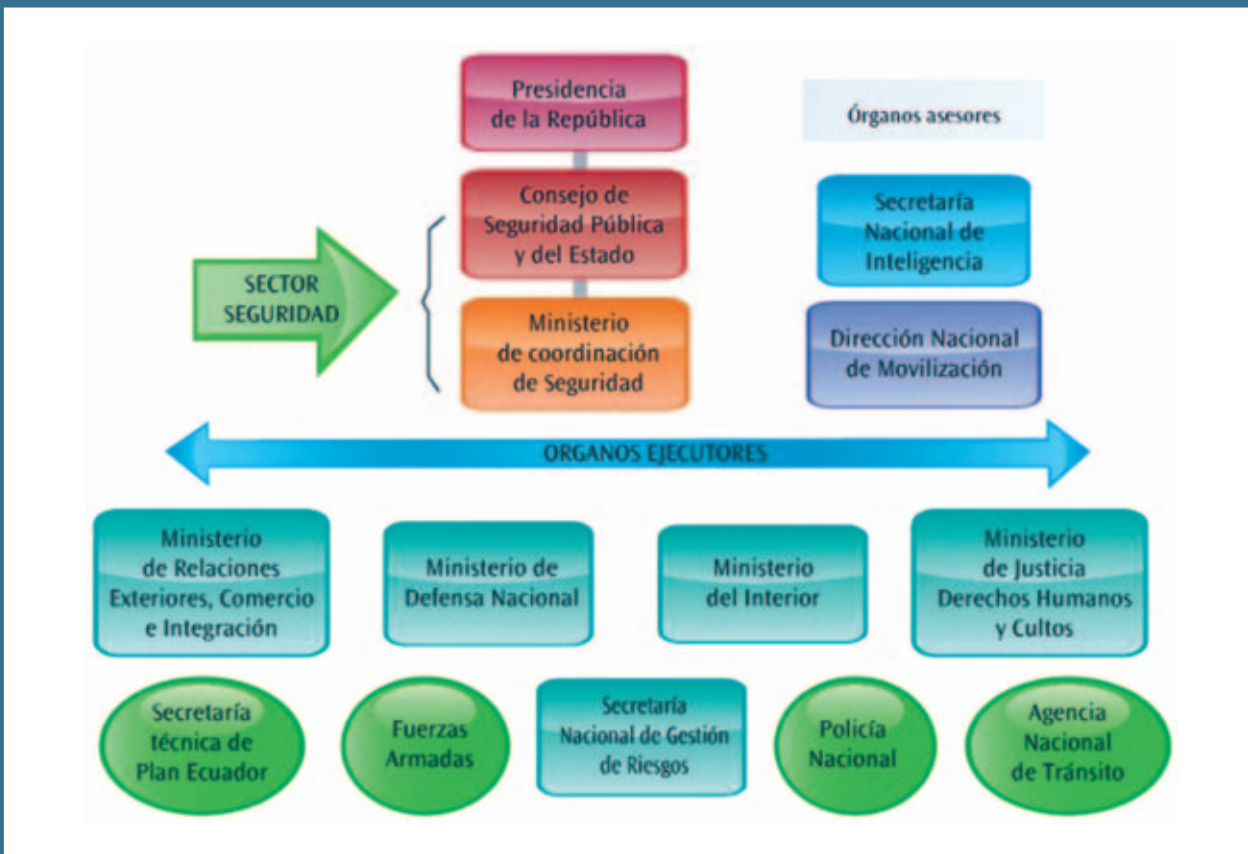 Presidencia
de la República
Órganos asesores
Consejo de
Seguridad Pública
y del Estado
Secretaría
Nacional de
Inteligencia
SECTOR
SEGURIDAD
Ministerio
de coordinación
de Seguridad
Dirección Nacional
de Movilización
ORGANOS EJECUTORES
Ministerio
de Relaciones
Exteriores, Comercio
e Integración
Ministerio de
Defensa Nacional
Ministerio
del Interior
Ministerio
de Justicia
Derechos Humanos
y Cultos
Secretaría
técnica de
Plan Ecuador
Fuerzas
Armadas
Secretaría
Nacional de Gestión
de Riesgos
Policía
Nacional
Agencia
Nacional
de Tránsito